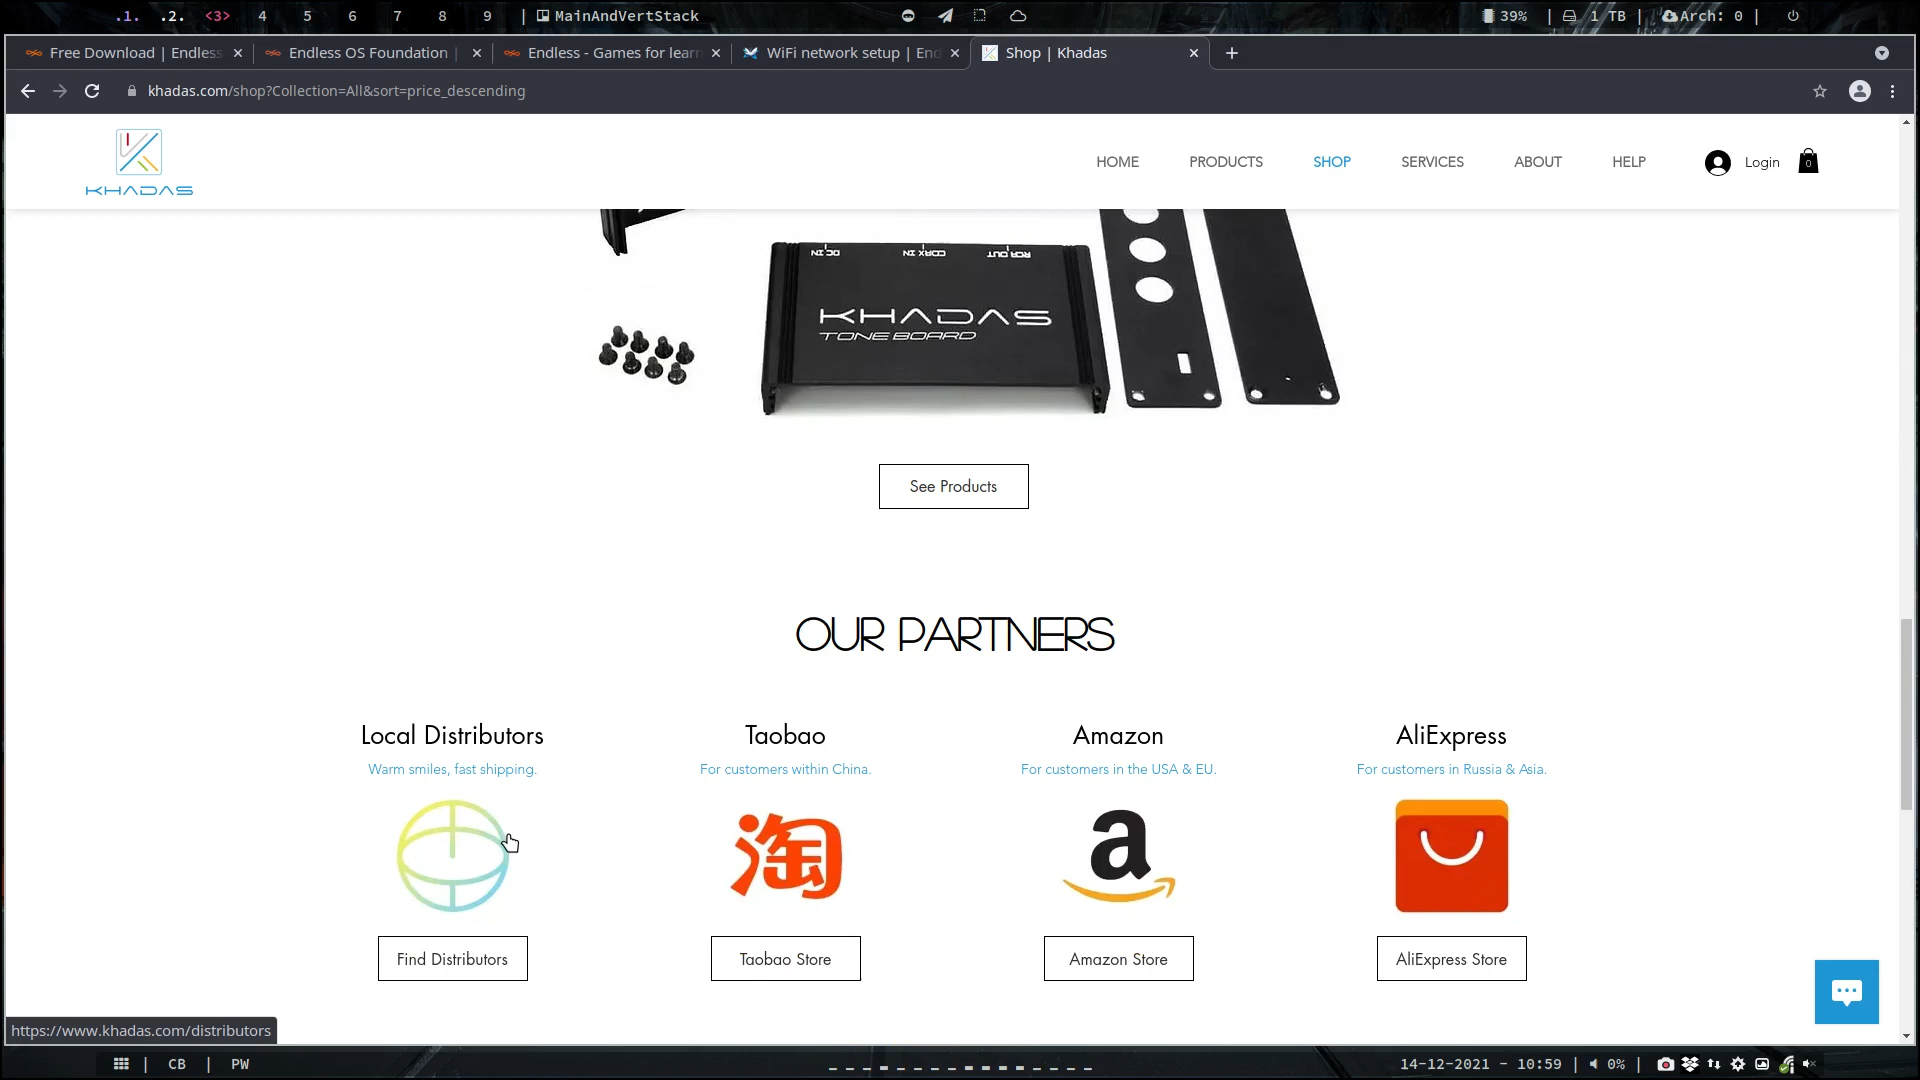 .1. .2. <3> 4 5 6 7 8 9 | MainAndVertStack
39% | 1 TB | Arch: 0 |
Free Download | Endless
Endless OS Foundation |
Endless - Games for learn
WiFi network setup | End
Shop | Khadas
khadas.com/shop?Collection=All&sort=price_descending
KHADAS
HOME PRODUCTS SHOP SERVICES ABOUT HELP Login 0
DC IN COAX IN RCA OUT
KHADAS
TONE BOARD
See Products
OUR PARTNERS
Local Distributors
Warm smiles, fast shipping.
Find Distributors
Taobao
For customers within China.
淘
Taobao Store
Amazon
For customers in the USA & EU.
a
Amazon Store
AliExpress
For customers in Russia & Asia.
AliExpress Store
https://www.khadas.com/distributors
| CB | PW
14-12-2021 - 10:59 | 0% |